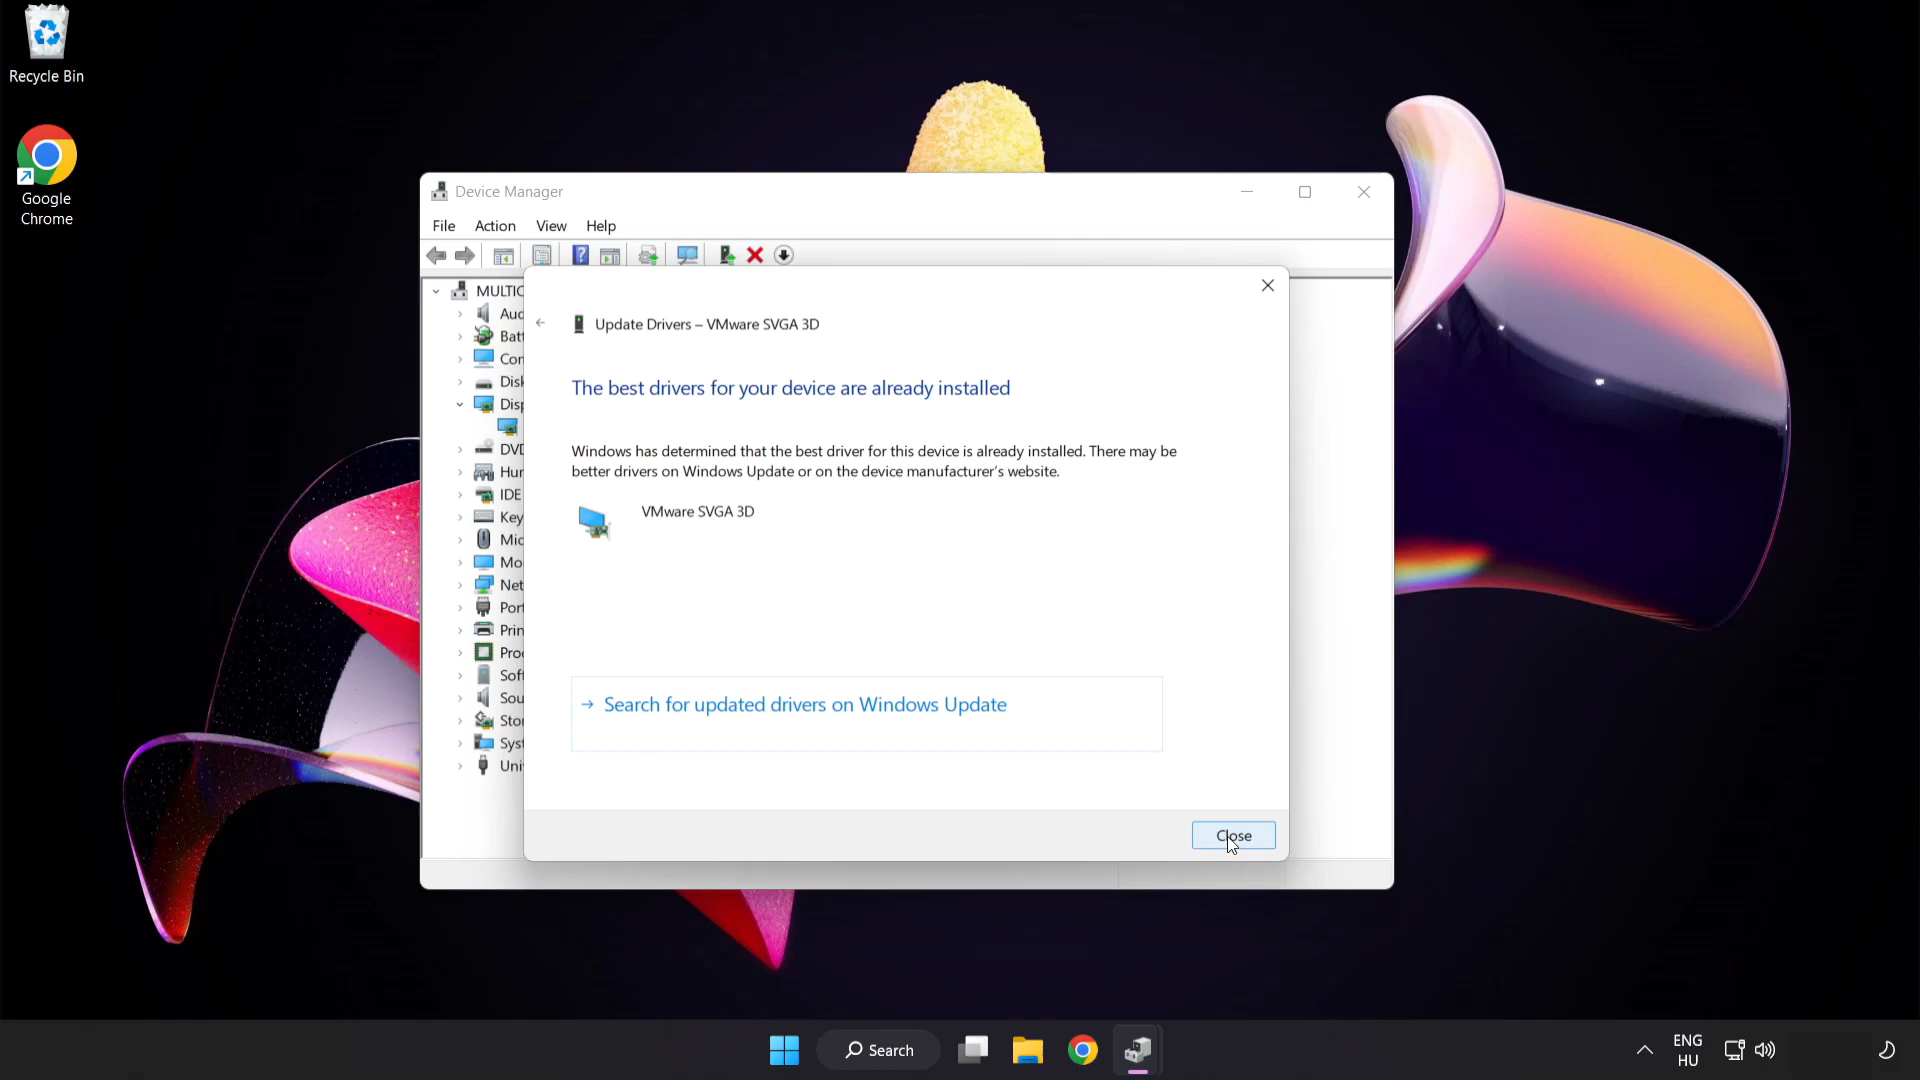 Recycle Bin
Google
Chrome
Device Manager
File Action View Help
MULTIC
Aud
Batt
Con
Disk
Disp
DVD
Hur
IDE
Key
Mic
Mo
Net
Port
Prin
Proc
Soft
Sou
Stor
Syst
Uni
Update Drivers – VMware SVGA 3D
The best drivers for your device are already installed
Windows has determined that the best driver for this device is already installed. There may be
better drivers on Windows Update or on the device manufacturer's website.
VMware SVGA 3D
Search for updated drivers on Windows Update
Close
Search
ENG
HU